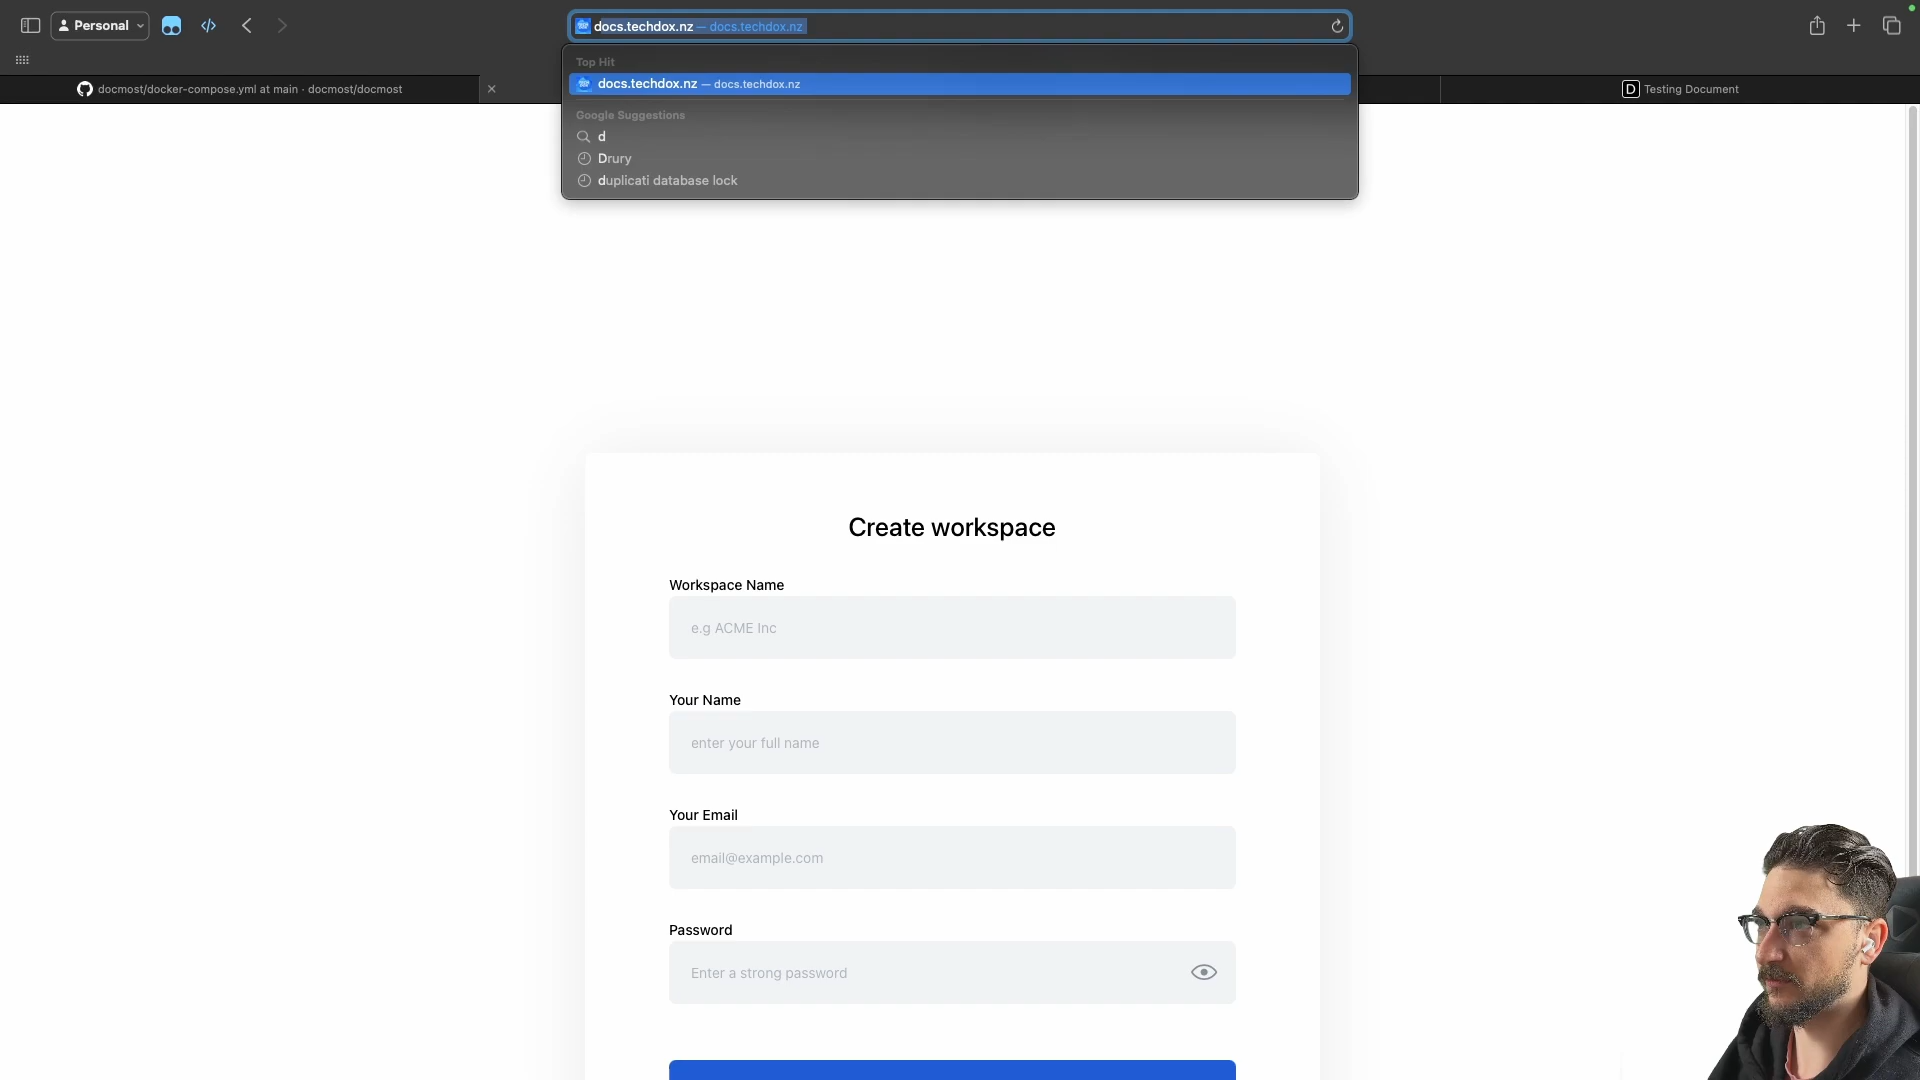 Personal
docs.techdox.nz — docs.techdox.nz
Top Hit
docs.techdox.nz — docs.techdox.nz
Google Suggestions
d
Drury
duplicati database lock
docmost/docker-compose.yml at main · docmost/docmost
D Testing Document
Create workspace
Workspace Name
e.g ACME Inc
Your Name
enter your full name
Your Email
email@example.com
Password
Enter a strong password